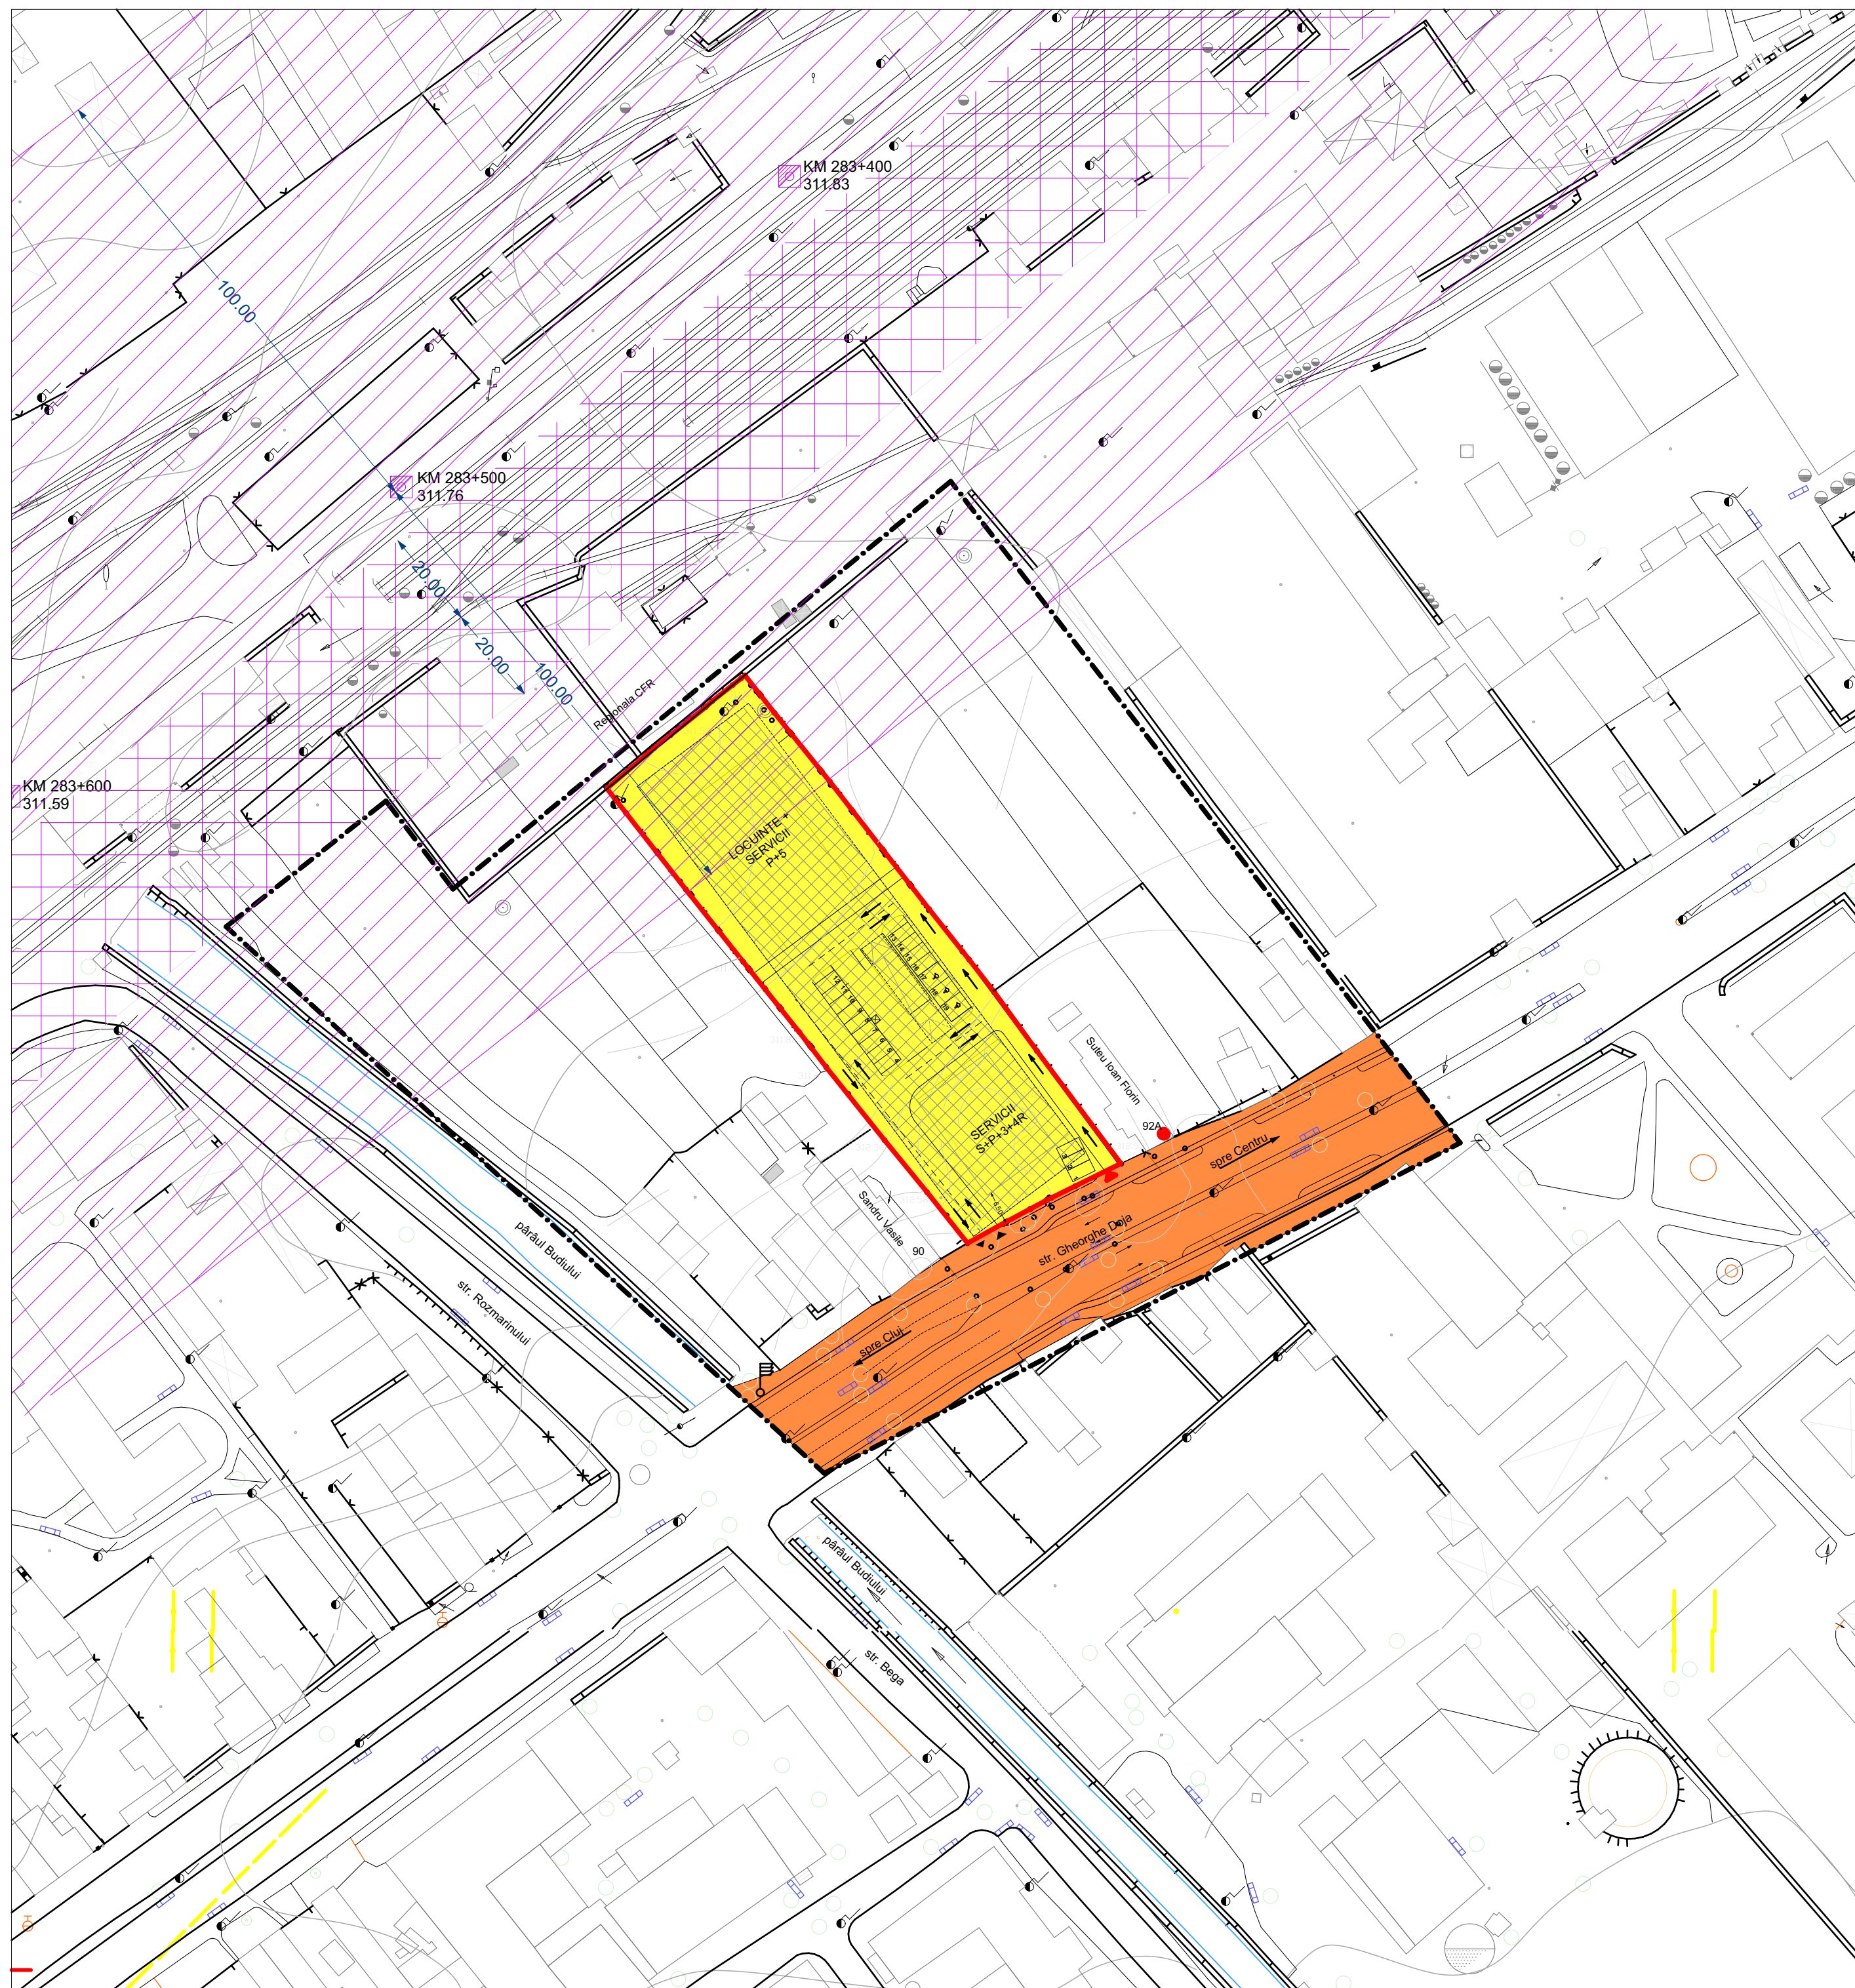 KM 283+400
311.83
100.00
KM 283+500
311.76
20.00
20.00
100.00
Regionala CFR
KM 283+600
311.59
LOCUINTE +
SERVICII
P+5
Suteu Ioan Florin
SERVICII
S+P+3+4R
92A
spre Centru
Sandru Vasile
90
str. Gheorghe Doja
pârâul Budiului
str. Rozmarinului
spre Cluj
pârâul Budiului
str. Bega